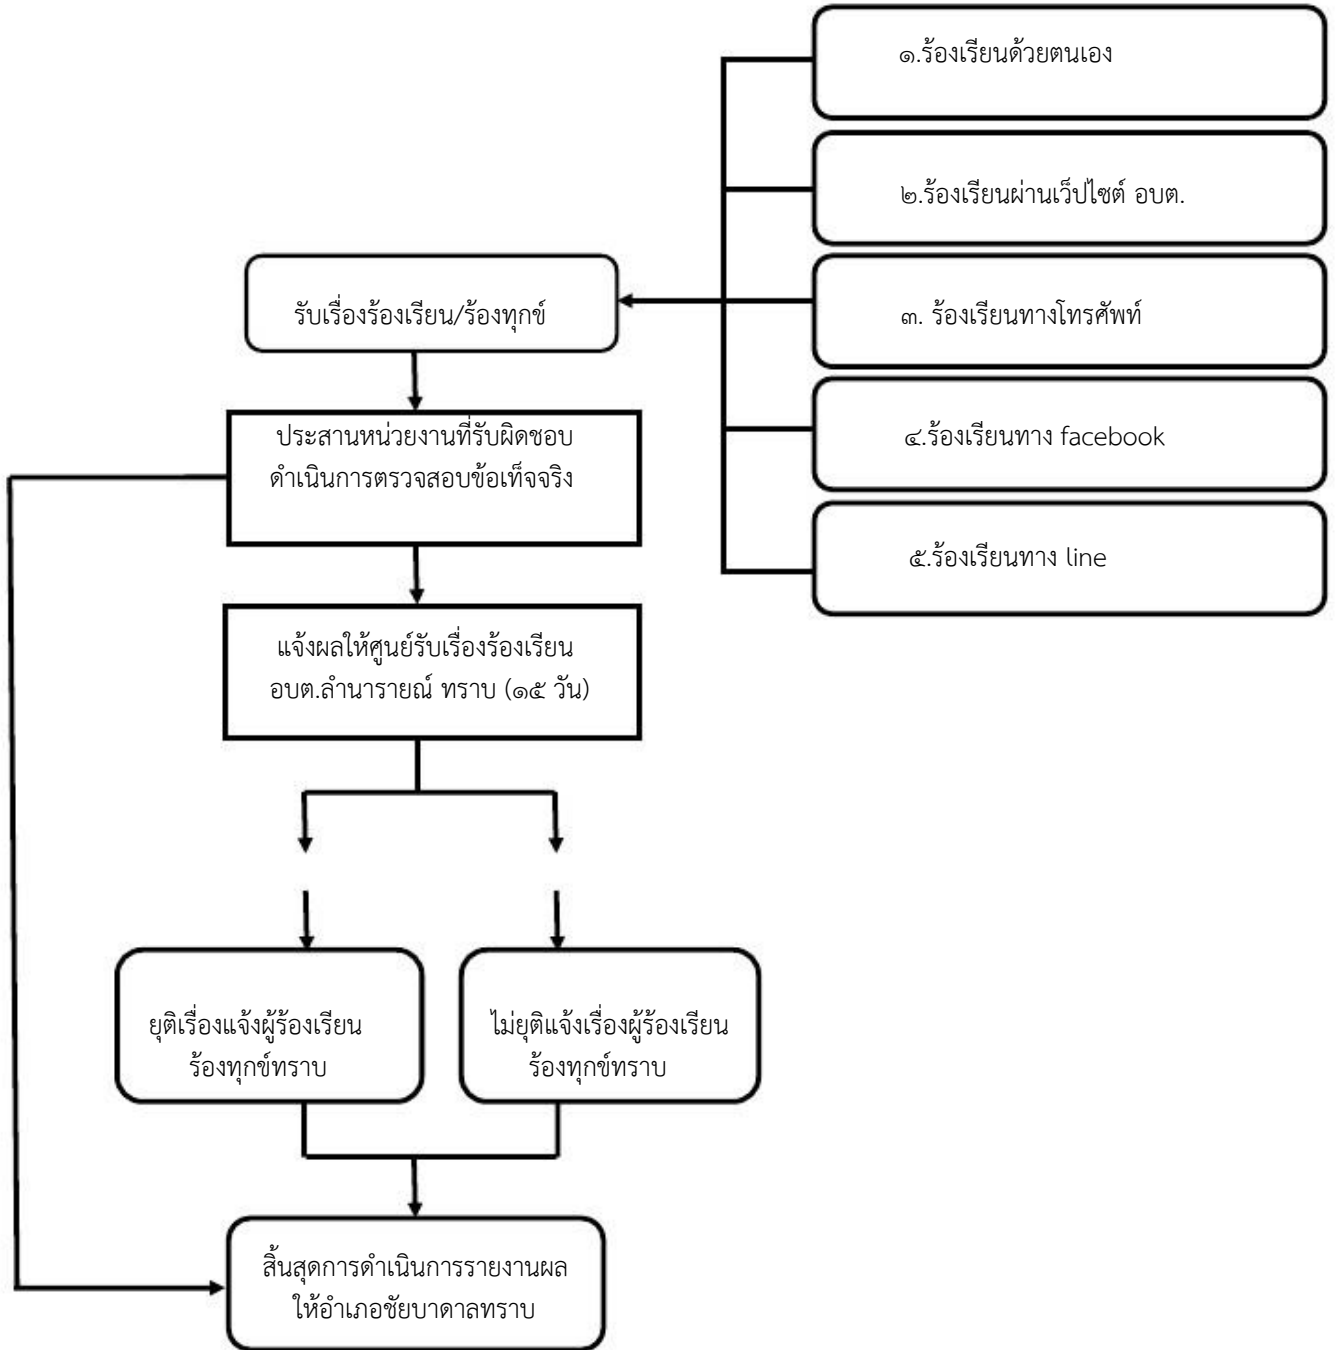 ๑.ร้องเรียนด้วยตนเอง
๒.ร้องเรียนผ่านเว็ปไซต์ อบต.
๓. ร้องเรียนทางโทรศัพท์
๔.ร้องเรียนทาง facebook
๕.ร้องเรียนทาง line
รับเรื่องร้องเรียน/ร้องทุกข์
ประสานหน่วยงานที่รับผิดชอบ
ดำเนินการตรวจสอบข้อเท็จจริง
แจ้งผลให้ศูนย์รับเรื่องร้องเรียน
อบต.ลำนารายณ์ ทราบ (๑๕ วัน)
ยุติเรื่องแจ้งผู้ร้องเรียน
ร้องทุกข์ทราบ
ไม่ยุติแจ้งเรื่องผู้ร้องเรียน
ร้องทุกข์ทราบ
สิ้นสุดการดำเนินการรายงานผล
ให้อำเภอชัยบาดาลทราบ